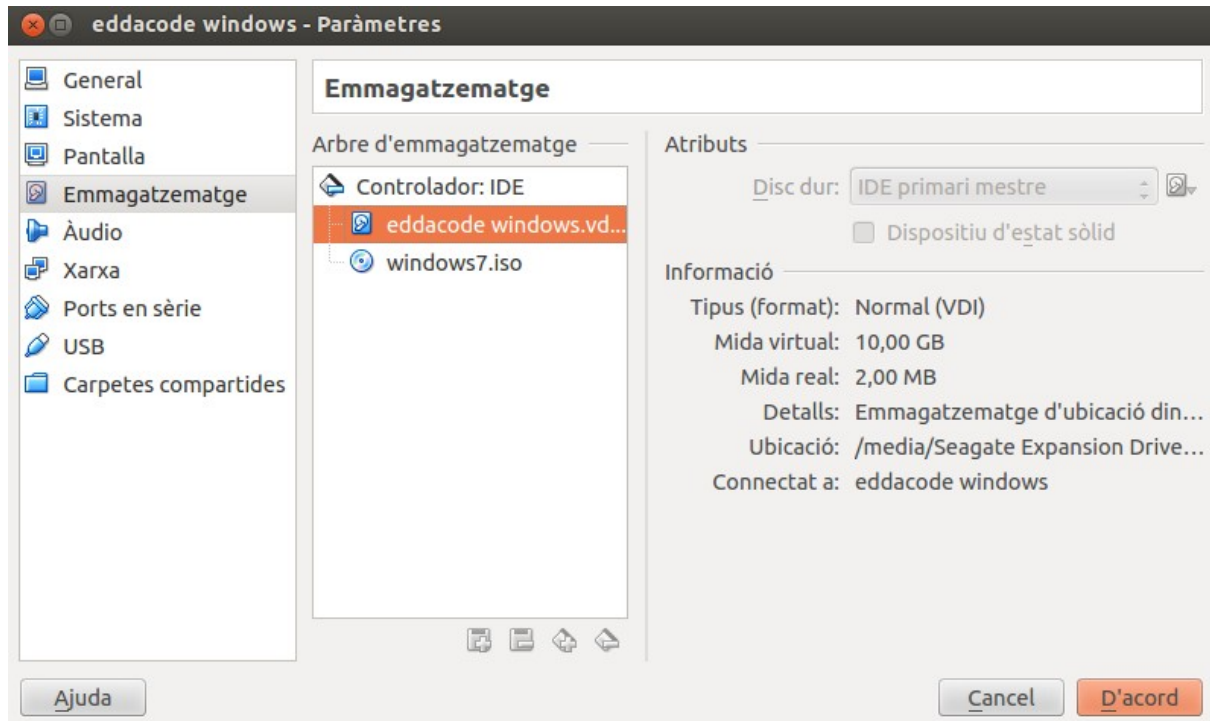 eddacode windows - Paràmetres
General
Sistema
Pantalla
Emmagatzematge
Àudio
Xarxa
Ports en sèrie
USB
Carpetes compartides
Emmagatzematge
Arbre d'emmagatzematge
Controlador: IDE
eddacode windows.vd...
windows7.iso
Atributs
Disc dur: IDE primari mestre
Dispositiu d'estat sòlid
Informació
Tipus (format): Normal (VDI)
Mida virtual: 10,00 GB
Mida real: 2,00 MB
Detalls: Emmagatzematge d'ubicació din...
Ubicació: /media/Seagate Expansion Drive...
Connectat a: eddacode windows
Ajuda
Cancel
D'acord